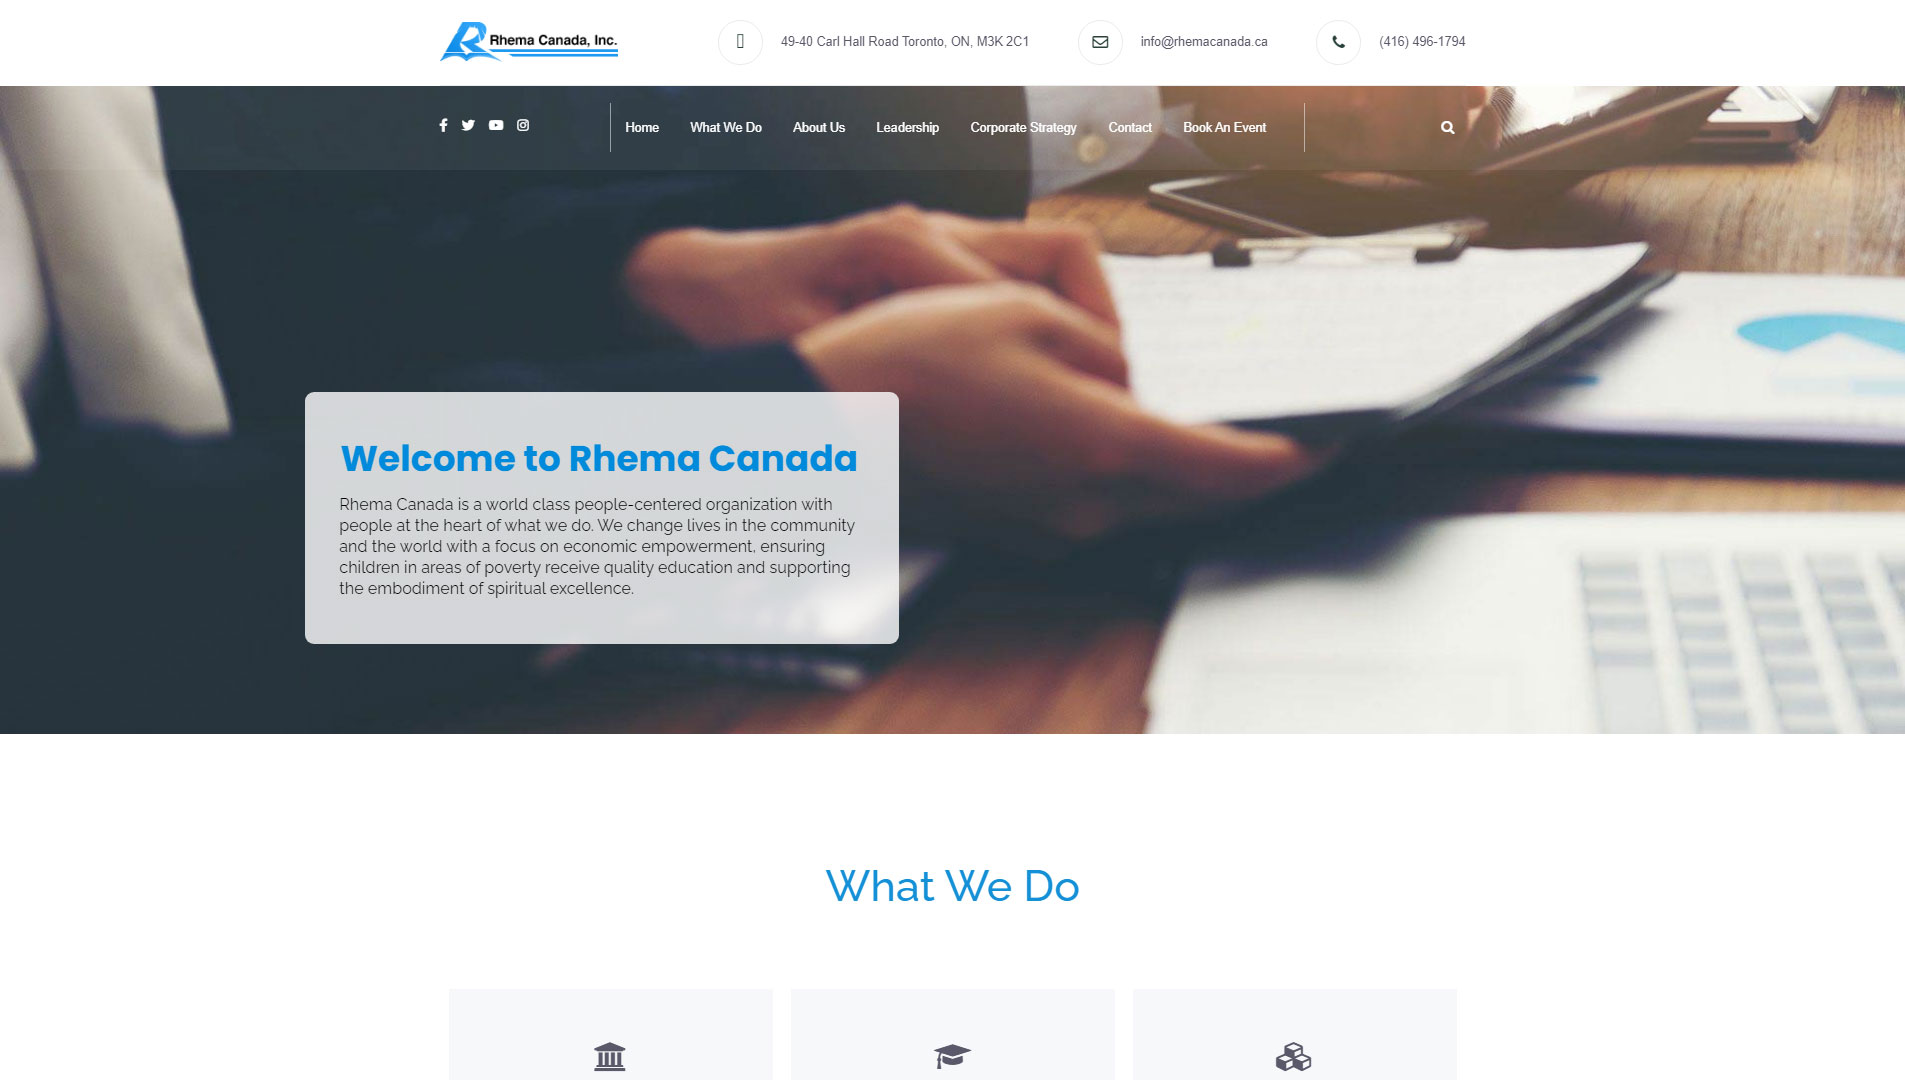 Rhema Canada, Inc.
49-40 Carl Hall Road Toronto, ON, M3K 2C1
info@rhemacanada.ca
(416) 496-1794
Home What We Do About Us Leadership Corporate Strategy Contact Book An Event
Welcome to Rhema Canada
Rhema Canada is a world class people-centered organization with
people at the heart of what we do. We change lives in the community
and the world with a focus on economic empowerment, ensuring
children in areas of poverty receive quality education and supporting
the embodiment of spiritual excellence.
What We Do